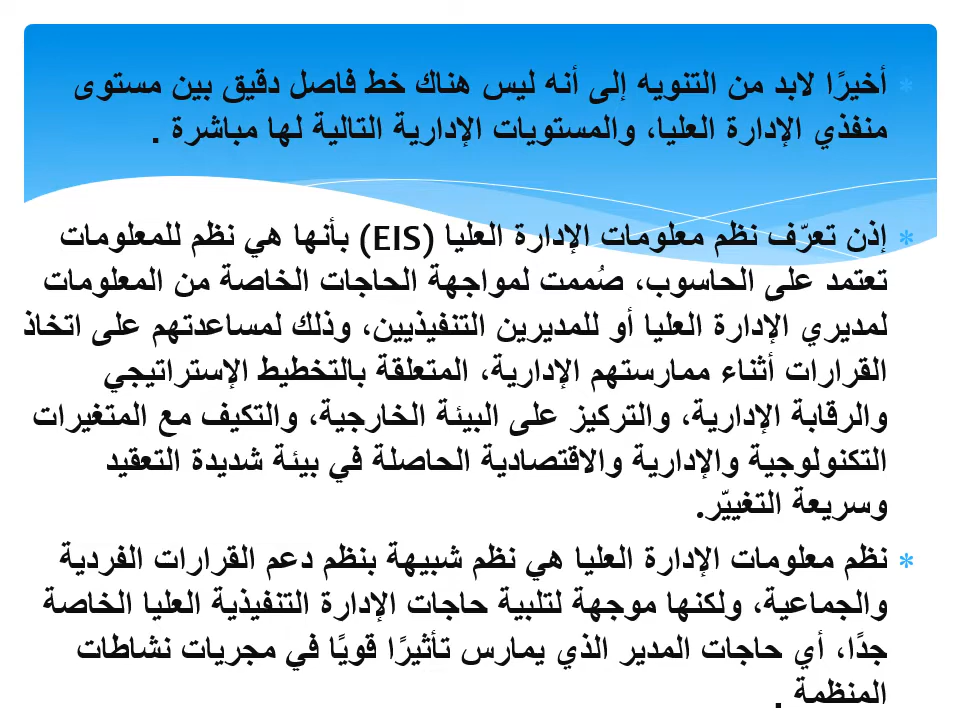 * أخيرًا لابد من التنويه إلى أنه ليس هناك خط فاصل دقيق بين مستوى
منفذي الإدارة العليا، والمستويات الإدارية التالية لها مباشرة .
* إذن تعرّف نظم معلومات الإدارة العليا (EIS) بأنها هي نظم للمعلومات
تعتمد على الحاسوب، صُممت لمواجهة الحاجات الخاصة من المعلومات
لمديري الإدارة العليا أو للمديرين التنفيذيين، وذلك لمساعدتهم على اتخاذ
القرارات أثناء ممارستهم الإدارية، المتعلقة بالتخطيط الإستراتيجي
والرقابة الإدارية، والتركيز على البيئة الخارجية، والتكيف مع المتغيرات
التكنولوجية والإدارية والاقتصادية الحاصلة في بيئة شديدة التعقيد
وسريعة التغييّر.
* نظم معلومات الإدارة العليا هي نظم شبيهة بنظم دعم القرارات الفردية
والجماعية، ولكنها موجهة لتلبية حاجات الإدارة التنفيذية العليا الخاصة
جدًا، أي حاجات المدير الذي يمارس تأثيرًا قويًا في مجريات نشاطات
المنظمة .